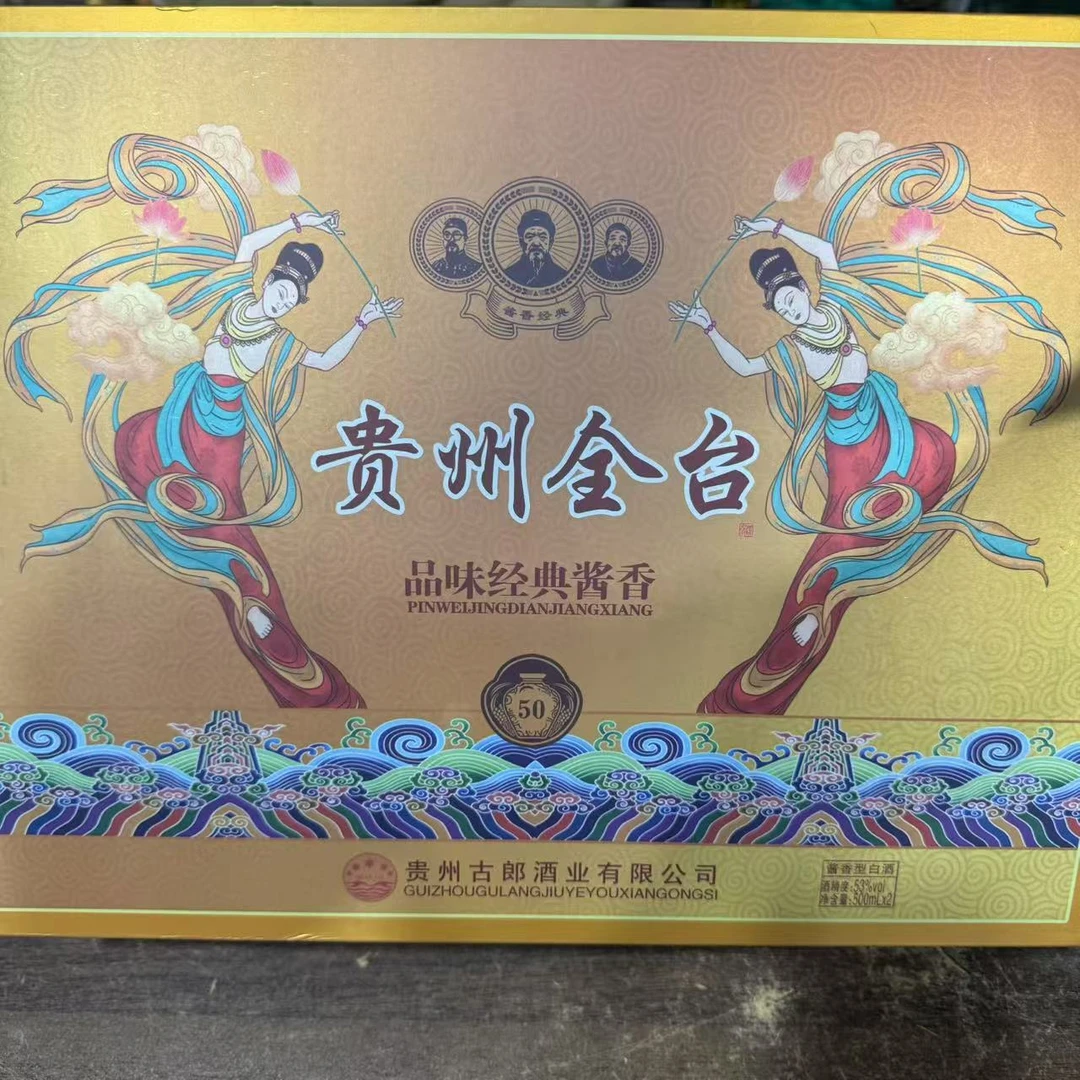 酱香经典
贵州全台
品味经典酱香
PINWEIJINGDIANJIANGXIANG
50
贵州古郎酒业有限公司
GUIZHOUGULANGJIUYEYOUXIANGONGSI
酱香型白酒
酒精度:53%vol
净含量:500mLx2